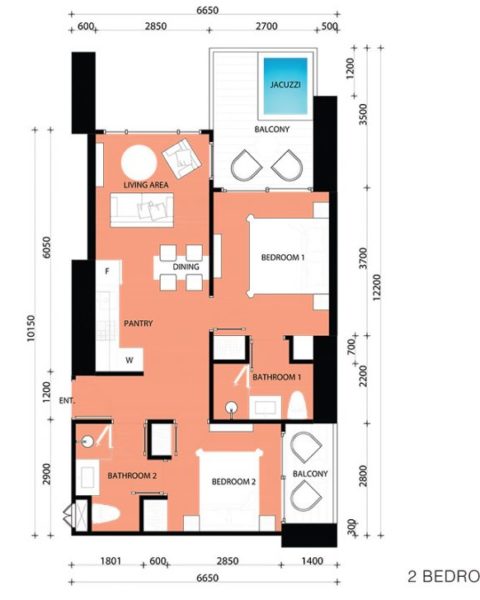 6650
600
2850
2700
500
1200
JACUZZI
3500
BALCONY
LIVING AREA
6050
3700
12200
BEDROOM 1
DINING
F
10150
PANTRY
700
W
2200
BATHROOM 1
1200
ENT.
2900
BATHROOM 2
BEDROOM 2
BALCONY
2800
300
1801
600
2850
1400
6650
2 BEDRO